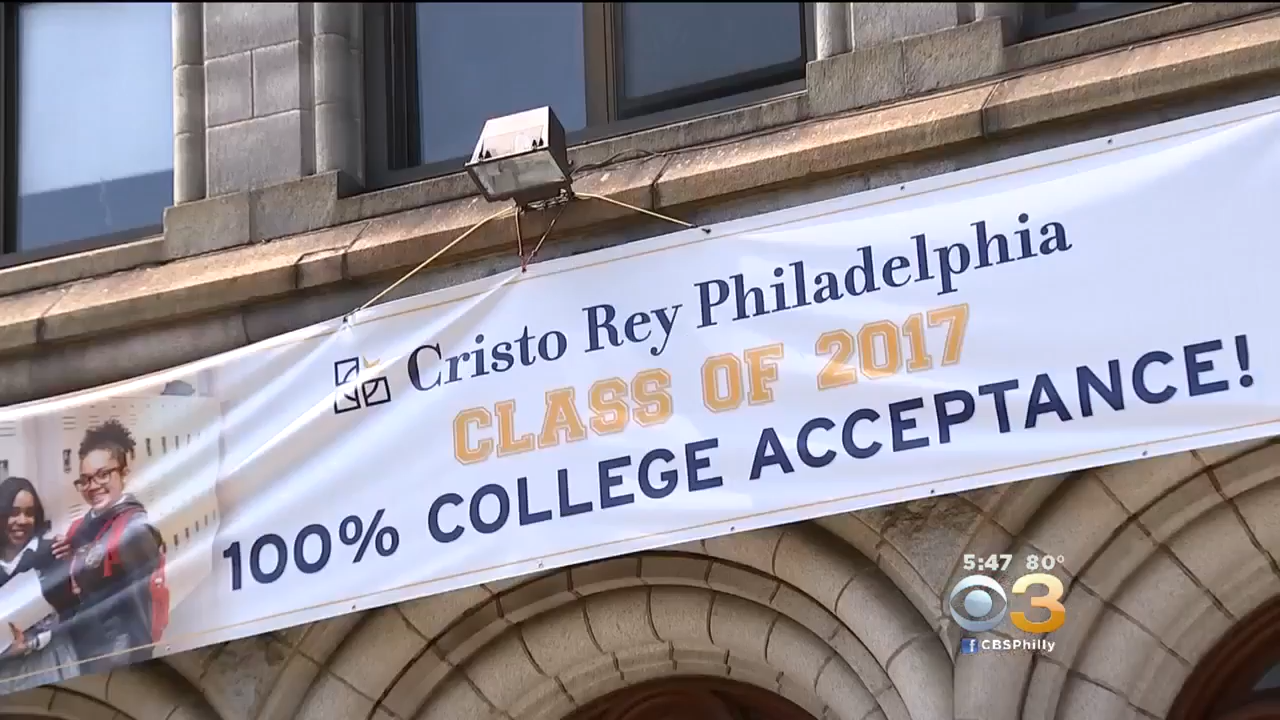 Cristo Rey Philadelphia
CLASS OF 2017
100% COLLEGE ACCEPTANCE!
5:47 80°
3
f CBSPhilly